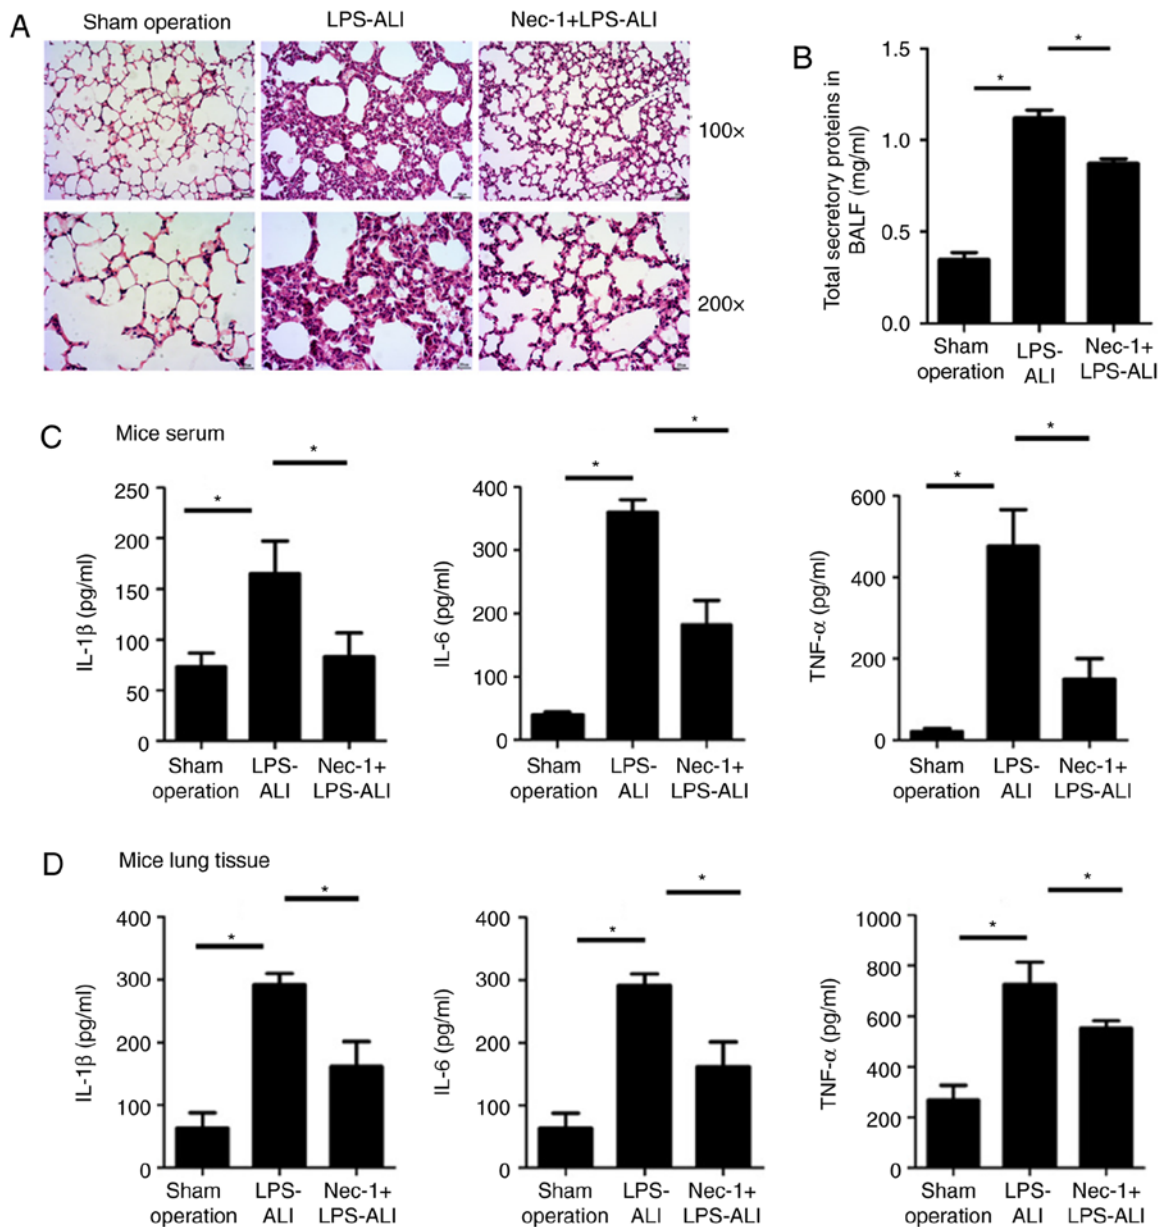 A
Sham operation
LPS-ALI
Nec-1+LPS-ALI
100×
200×
B
Total secretory proteins in
BALF (mg/ml)
1.5
1.0
0.5
0.0
*
*
Sham
operation
LPS-
ALI
Nec-1+
LPS-ALI
C
Mice serum
IL-1β (pg/ml)
250
200
150
100
50
0
*
*
Sham
operation
LPS-
ALI
Nec-1+
LPS-ALI
IL-6 (pg/ml)
400
300
200
100
0
*
*
Sham
operation
LPS-
ALI
Nec-1+
LPS-ALI
TNF-α (pg/ml)
600
400
200
0
*
*
Sham
operation
LPS-
ALI
Nec-1+
LPS-ALI
D
Mice lung tissue
IL-1β (pg/ml)
400
300
200
100
0
*
*
Sham
operation
LPS-
ALI
Nec-1+
LPS-ALI
IL-6 (pg/ml)
400
300
200
100
0
*
*
Sham
operation
LPS-
ALI
Nec-1+
LPS-ALI
TNF-α (pg/ml)
1000
800
600
400
200
0
*
*
Sham
operation
LPS-
ALI
Nec-1+
LPS-ALI